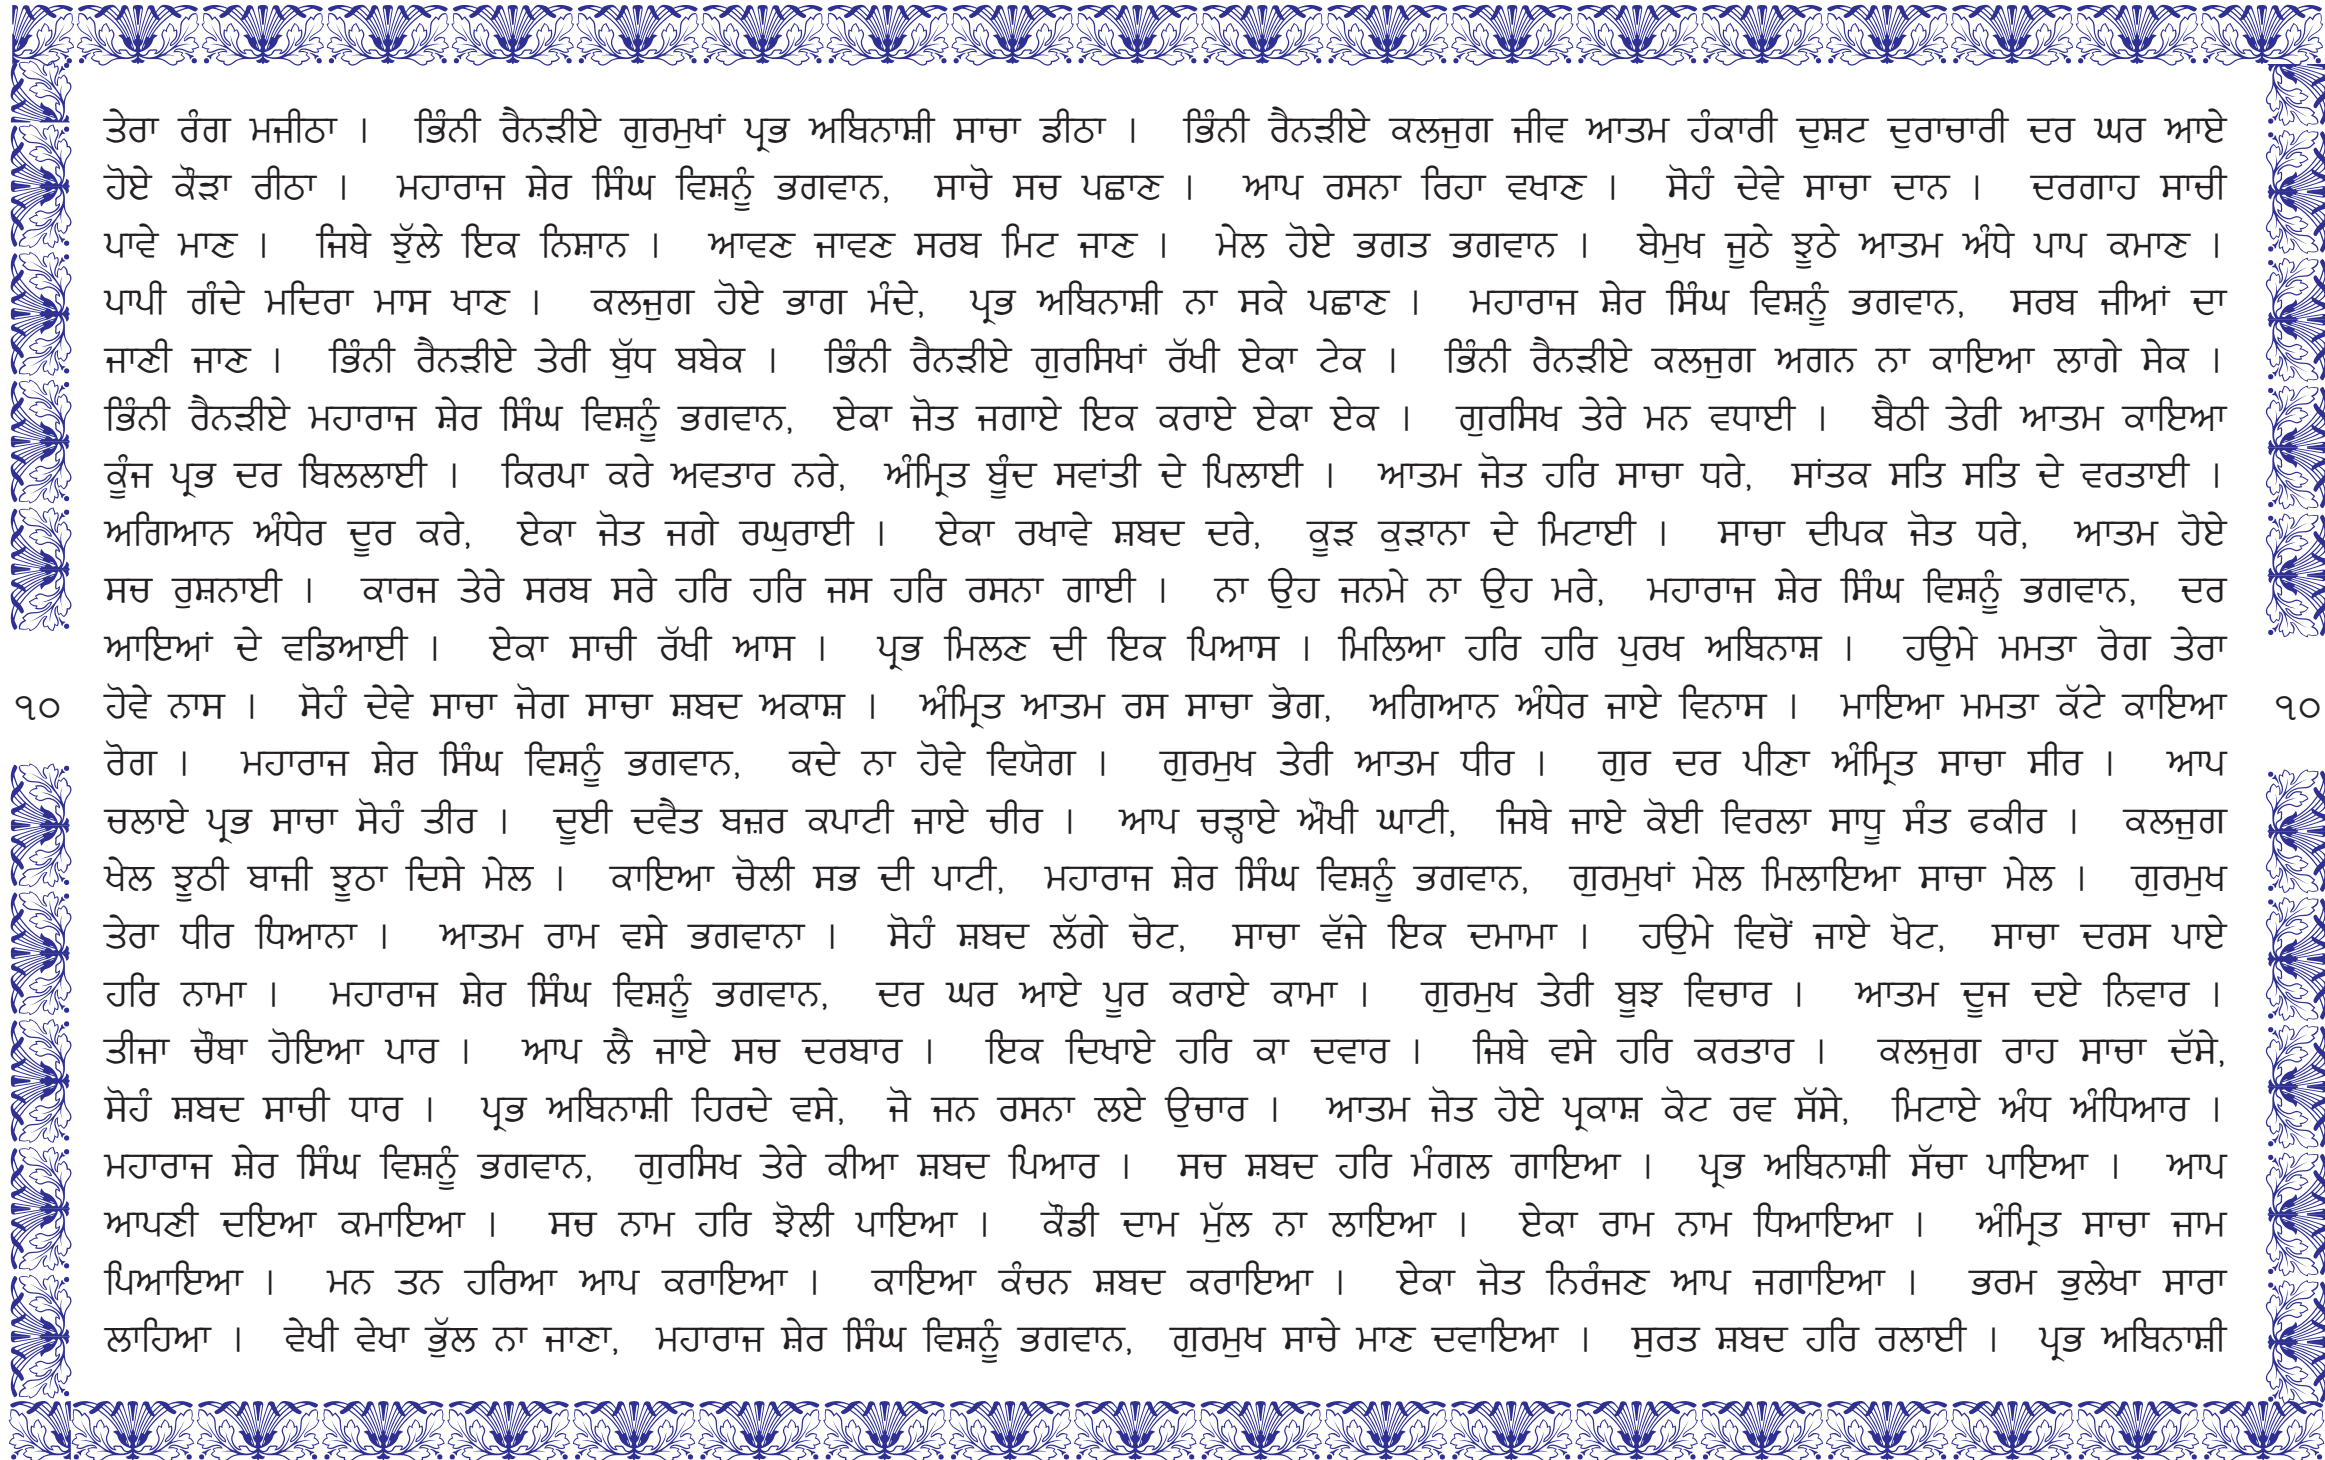 ਤੇਰਾ ਰੰਗ ਮਜੀਠਾ । ਭਿੰਨੀ ਰੈਨੜੀਏ ਗੁਰਮੁਖਾਂ ਪ੍ਰਭ ਅਬਿਨਾਸ਼ੀ ਸਾਚਾ ਡੀਠਾ । ਭਿੰਨੀ ਰੈਨੜੀਏ ਕਲਜੁਗ ਜੀਵ ਆਤਮ ਹੰਕਾਰੀ ਦੁਸ਼ਟ ਦੁਰਾਚਾਰੀ ਦਰ ਘਰ ਆਏ
ਹੋਏ ਕੌੜਾ ਰੀਠਾ । ਮਹਾਰਾਜ ਸ਼ੇਰ ਸਿੰਘ ਵਿਸ਼ਨੂੰ ਭਗਵਾਨ, ਸਾਚੋ ਸਚ ਪਛਾਣ । ਆਪ ਰਸਨਾ ਰਿਹਾ ਵਖਾਣ । ਸੋਹੰ ਦੇਵੇ ਸਾਚਾ ਦਾਨ । ਦਰਗਾਹ ਸਾਚੀ
ਪਾਵੇ ਮਾਣ । ਜਿਥੇ ਝੁੱਲੇ ਇਕ ਨਿਸ਼ਾਨ । ਆਵਣ ਜਾਵਣ ਸਰਬ ਮਿਟ ਜਾਣ । ਮੇਲ ਹੋਏ ਭਗਤ ਭਗਵਾਨ । ਬੇਮੁਖ ਜੂਠੇ ਝੂਠੇ ਆਤਮ ਅੰਧੇ ਪਾਪ ਕਮਾਣ ।
ਪਾਪੀ ਗੰਦੇ ਮਦਿਰਾ ਮਾਸ ਖਾਣ । ਕਲਜੁਗ ਹੋਏ ਭਾਗ ਮੰਦੇ, ਪ੍ਰਭ ਅਬਿਨਾਸ਼ੀ ਨਾ ਸਕੇ ਪਛਾਣ । ਮਹਾਰਾਜ ਸ਼ੇਰ ਸਿੰਘ ਵਿਸ਼ਨੂੰ ਭਗਵਾਨ, ਸਰਬ ਜੀਆਂ ਦਾ
ਜਾਣੀ ਜਾਣ । ਭਿੰਨੀ ਰੈਨੜੀਏ ਤੇਰੀ ਬੁੱਧ ਬਬੇਕ । ਭਿੰਨੀ ਰੈਨੜੀਏ ਗੁਰਸਿਖਾਂ ਰੱਖੀ ਏਕਾ ਟੇਕ । ਭਿੰਨੀ ਰੈਨੜੀਏ ਕਲਜੁਗ ਅਗਨ ਨਾ ਕਾਇਆ ਲਾਗੇ ਸੇਕ ।
ਭਿੰਨੀ ਰੈਨੜੀਏ ਮਹਾਰਾਜ ਸ਼ੇਰ ਸਿੰਘ ਵਿਸ਼ਨੂੰ ਭਗਵਾਨ, ਏਕਾ ਜੋਤ ਜਗਾਏ ਇਕ ਕਰਾਏ ਏਕਾ ਏਕ । ਗੁਰਸਿਖ ਤੇਰੇ ਮਨ ਵਧਾਈ । ਬੈਠੀ ਤੇਰੀ ਆਤਮ ਕਾਇਆ
ਕੂੰਜ ਪ੍ਰਭ ਦਰ ਬਿਲਲਾਈ । ਕਿਰਪਾ ਕਰੇ ਅਵਤਾਰ ਨਰੇ, ਅੰਮ੍ਰਿਤ ਬੂੰਦ ਸਵਾਂਤੀ ਦੇ ਪਿਲਾਈ । ਆਤਮ ਜੋਤ ਹਰਿ ਸਾਚਾ ਧਰੇ, ਸਾਂਤਕ ਸਤਿ ਸਤਿ ਦੇ ਵਰਤਾਈ ।
ਅਗਿਆਨ ਅੰਧੇਰ ਦੂਰ ਕਰੇ, ਏਕਾ ਜੋਤ ਜਗੇ ਰਘੁਰਾਈ । ਏਕਾ ਰਖਾਵੇ ਸ਼ਬਦ ਦਰੇ, ਕੂੜ ਕੁੜਾਨਾ ਦੇ ਮਿਟਾਈ । ਸਾਚਾ ਦੀਪਕ ਜੋਤ ਧਰੇ, ਆਤਮ ਹੋਏ
ਸਚ ਰੁਸ਼ਨਾਈ । ਕਾਰਜ ਤੇਰੇ ਸਰਬ ਸਰੇ ਹਰਿ ਹਰਿ ਜਸ ਹਰਿ ਰਸਨਾ ਗਾਈ । ਨਾ ਉਹ ਜਨਮੇ ਨਾ ਉਹ ਮਰੇ, ਮਹਾਰਾਜ ਸ਼ੇਰ ਸਿੰਘ ਵਿਸ਼ਨੂੰ ਭਗਵਾਨ, ਦਰ
ਆਇਆਂ ਦੇ ਵਡਿਆਈ । ਏਕਾ ਸਾਚੀ ਰੱਖੀ ਆਸ । ਪ੍ਰਭ ਮਿਲਣ ਦੀ ਇਕ ਪਿਆਸ । ਮਿਲਿਆ ਹਰਿ ਹਰਿ ਪੁਰਖ ਅਬਿਨਾਸ਼ । ਹਉਮੇ ਮਮਤਾ ਰੋਗ ਤੇਰਾ
੧੦ ਹੋਵੇ ਨਾਸ । ਸੋਹੰ ਦੇਵੇ ਸਾਚਾ ਜੋਗ ਸਾਚਾ ਸ਼ਬਦ ਅਕਾਸ਼ । ਅੰਮ੍ਰਿਤ ਆਤਮ ਰਸ ਸਾਚਾ ਭੋਗ, ਅਗਿਆਨ ਅੰਧੇਰ ਜਾਏ ਵਿਨਾਸ । ਮਾਇਆ ਮਮਤਾ ਕੱਟੇ ਕਾਇਆ ੧੦
ਰੋਗ । ਮਹਾਰਾਜ ਸ਼ੇਰ ਸਿੰਘ ਵਿਸ਼ਨੂੰ ਭਗਵਾਨ, ਕਦੇ ਨਾ ਹੋਵੇ ਵਿਯੋਗ । ਗੁਰਮੁਖ ਤੇਰੀ ਆਤਮ ਧੀਰ । ਗੁਰ ਦਰ ਪੀਣਾ ਅੰਮ੍ਰਿਤ ਸਾਚਾ ਸੀਰ । ਆਪ
ਚਲਾਏ ਪ੍ਰਭ ਸਾਚਾ ਸੋਹੰ ਤੀਰ । ਦੂਈ ਦਵੈਤ ਬਜ਼ਰ ਕਪਾਟੀ ਜਾਏ ਚੀਰ । ਆਪ ਚੜ੍ਹਾਏ ਔਖੀ ਘਾਟੀ, ਜਿਥੇ ਜਾਏ ਕੋਈ ਵਿਰਲਾ ਸਾਧੂ ਸੰਤ ਫਕੀਰ । ਕਲਜੁਗ
ਖੇਲ ਝੂਠੀ ਬਾਜੀ ਝੂਠਾ ਦਿਸੇ ਮੇਲ । ਕਾਇਆ ਚੋਲੀ ਸਭ ਦੀ ਪਾਟੀ, ਮਹਾਰਾਜ ਸ਼ੇਰ ਸਿੰਘ ਵਿਸ਼ਨੂੰ ਭਗਵਾਨ, ਗੁਰਮੁਖਾਂ ਮੇਲ ਮਿਲਾਇਆ ਸਾਚਾ ਮੇਲ । ਗੁਰਮੁਖ
ਤੇਰਾ ਧੀਰ ਧਿਆਨਾ । ਆਤਮ ਰਾਮ ਵਸੇ ਭਗਵਾਨਾ । ਸੋਹੰ ਸ਼ਬਦ ਲੱਗੇ ਚੋਟ, ਸਾਚਾ ਵੱਜੇ ਇਕ ਦਮਾਮਾ । ਹਉਮੇ ਵਿਚੋਂ ਜਾਏ ਖੋਟ, ਸਾਚਾ ਦਰਸ ਪਾਏ
ਹਰਿ ਨਾਮਾ । ਮਹਾਰਾਜ ਸ਼ੇਰ ਸਿੰਘ ਵਿਸ਼ਨੂੰ ਭਗਵਾਨ, ਦਰ ਘਰ ਆਏ ਪੂਰ ਕਰਾਏ ਕਾਮਾ । ਗੁਰਮੁਖ ਤੇਰੀ ਬੂਝ ਵਿਚਾਰ । ਆਤਮ ਦੂਜ ਦਏ ਨਿਵਾਰ ।
ਤੀਜਾ ਚੌਥਾ ਹੋਇਆ ਪਾਰ । ਆਪ ਲੈ ਜਾਏ ਸਚ ਦਰਬਾਰ । ਇਕ ਦਿਖਾਏ ਹਰਿ ਕਾ ਦਵਾਰ । ਜਿਥੇ ਵਸੇ ਹਰਿ ਕਰਤਾਰ । ਕਲਜੁਗ ਰਾਹ ਸਾਚਾ ਦੱਸੇ,
ਸੋਹੰ ਸ਼ਬਦ ਸਾਚੀ ਧਾਰ । ਪ੍ਰਭ ਅਬਿਨਾਸ਼ੀ ਹਿਰਦੇ ਵਸੇ, ਜੋ ਜਨ ਰਸਨਾ ਲਏ ਉਚਾਰ । ਆਤਮ ਜੋਤ ਹੋਏ ਪ੍ਰਕਾਸ਼ ਕੋਟ ਰਵ ਸੱਸੇ, ਮਿਟਾਏ ਅੰਧ ਅੰਧਿਆਰ ।
ਮਹਾਰਾਜ ਸ਼ੇਰ ਸਿੰਘ ਵਿਸ਼ਨੂੰ ਭਗਵਾਨ, ਗੁਰਸਿਖ ਤੇਰੇ ਕੀਆ ਸ਼ਬਦ ਪਿਆਰ । ਸਚ ਸ਼ਬਦ ਹਰਿ ਮੰਗਲ ਗਾਇਆ । ਪ੍ਰਭ ਅਬਿਨਾਸ਼ੀ ਸੱਚਾ ਪਾਇਆ । ਆਪ
ਆਪਣੀ ਦਇਆ ਕਮਾਇਆ । ਸਚ ਨਾਮ ਹਰਿ ਝੋਲੀ ਪਾਇਆ । ਕੌਡੀ ਦਾਮ ਮੁੱਲ ਨਾ ਲਾਇਆ । ਏਕਾ ਰਾਮ ਨਾਮ ਧਿਆਇਆ । ਅੰਮ੍ਰਿਤ ਸਾਚਾ ਜਾਮ
ਪਿਆਇਆ । ਮਨ ਤਨ ਹਰਿਆ ਆਪ ਕਰਾਇਆ । ਕਾਇਆ ਕੰਚਨ ਸ਼ਬਦ ਕਰਾਇਆ । ਏਕਾ ਜੋਤ ਨਿਰੰਜਣ ਆਪ ਜਗਾਇਆ । ਭਰਮ ਭੁਲੇਖਾ ਸਾਰਾ
ਲਾਹਿਆ । ਵੇਖੀ ਵੇਖਾ ਭੁੱਲ ਨਾ ਜਾਣਾ, ਮਹਾਰਾਜ ਸ਼ੇਰ ਸਿੰਘ ਵਿਸ਼ਨੂੰ ਭਗਵਾਨ, ਗੁਰਮੁਖ ਸਾਚੇ ਮਾਣ ਦਵਾਇਆ । ਸੁਰਤ ਸ਼ਬਦ ਹਰਿ ਰਲਾਈ । ਪ੍ਰਭ ਅਬਿਨਾਸ਼ੀ